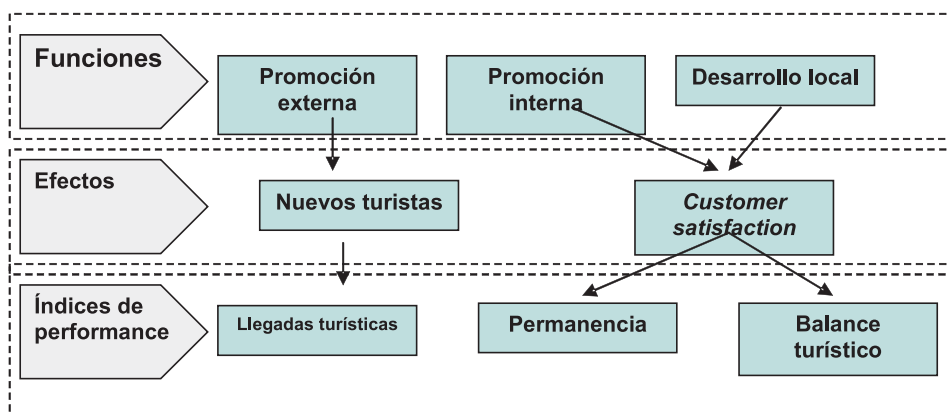 Funciones
Promoción
externa
Promoción
interna
Desarrollo local
Efectos
Nuevos turistas
Customer
satisfaction
Índices de
performance
Llegadas turísticas
Permanencia
Balance
turístico